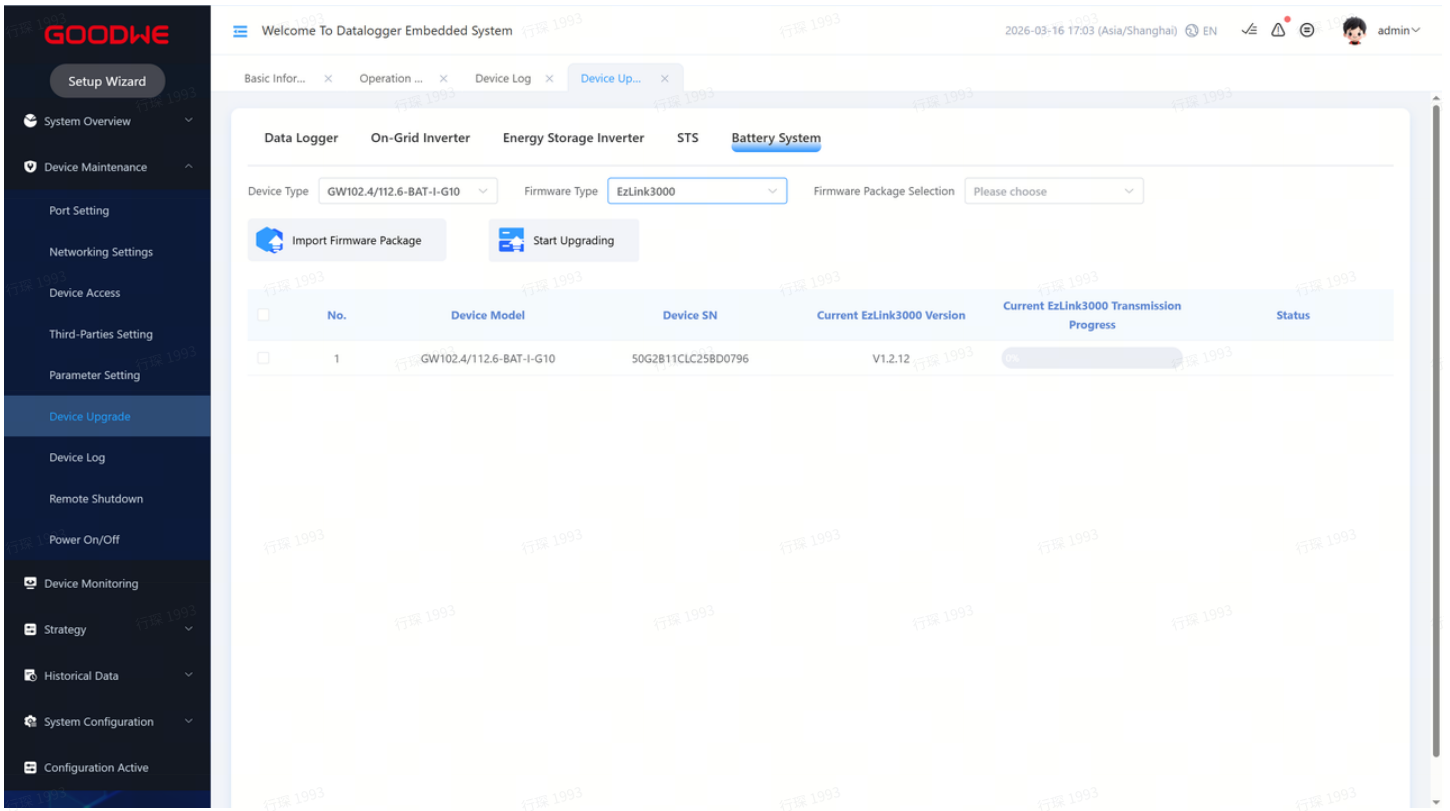 GOODWE
Welcome To Datalogger Embedded System
2026-03-16 17:03 (Asia/Shanghai) EN
admin
Setup Wizard
Basic Infor... Operation ... Device Log Device Up...
System Overview
Device Maintenance
Port Setting
Networking Settings
Device Access
Third-Parties Setting
Parameter Setting
Device Upgrade
Device Log
Remote Shutdown
Power On/Off
Device Monitoring
Strategy
Historical Data
System Configuration
Configuration Active
Data Logger On-Grid Inverter Energy Storage Inverter STS Battery System
Device Type GW102.4/112.6-BAT-I-G10 Firmware Type EzLink3000 Firmware Package Selection Please choose
Import Firmware Package Start Upgrading
No. Device Model Device SN Current EzLink3000 Version Current EzLink3000 Transmission Progress Status
1 GW102.4/112.6-BAT-I-G10 50G2B11CLC25BD0796 V1.2.12 0%
行琛 1993